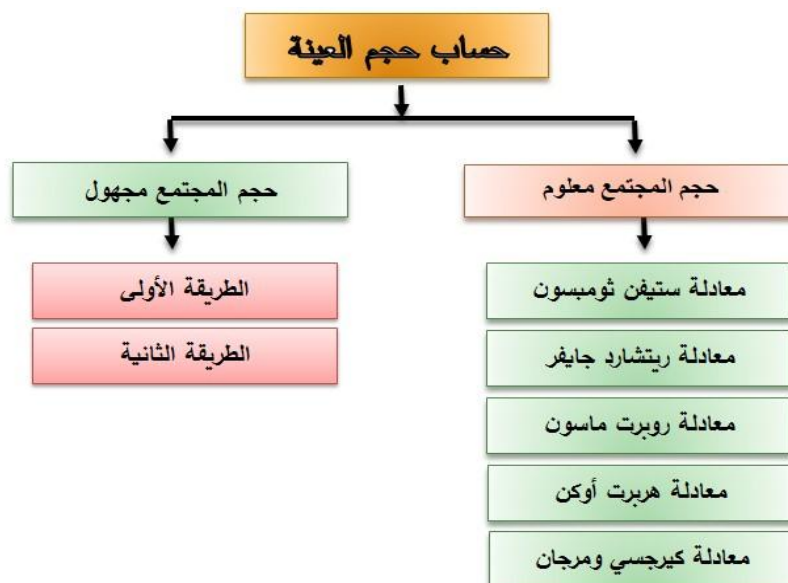 حساب حجم العينة
حجم المجتمع معلوم
حجم المجتمع مجهول
معادلة ستيفن ثومبسون
معادلة ريتشارد جايفر
معادلة روبرت ماسون
معادلة هربرت أوكن
معادلة كيرجسي ومرجان
الطريقة الأولى
الطريقة الثانية